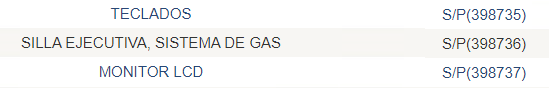 TECLADOS S/P(398735)
SILLA EJECUTIVA, SISTEMA DE GAS S/P(398736)
MONITOR LCD S/P(398737)